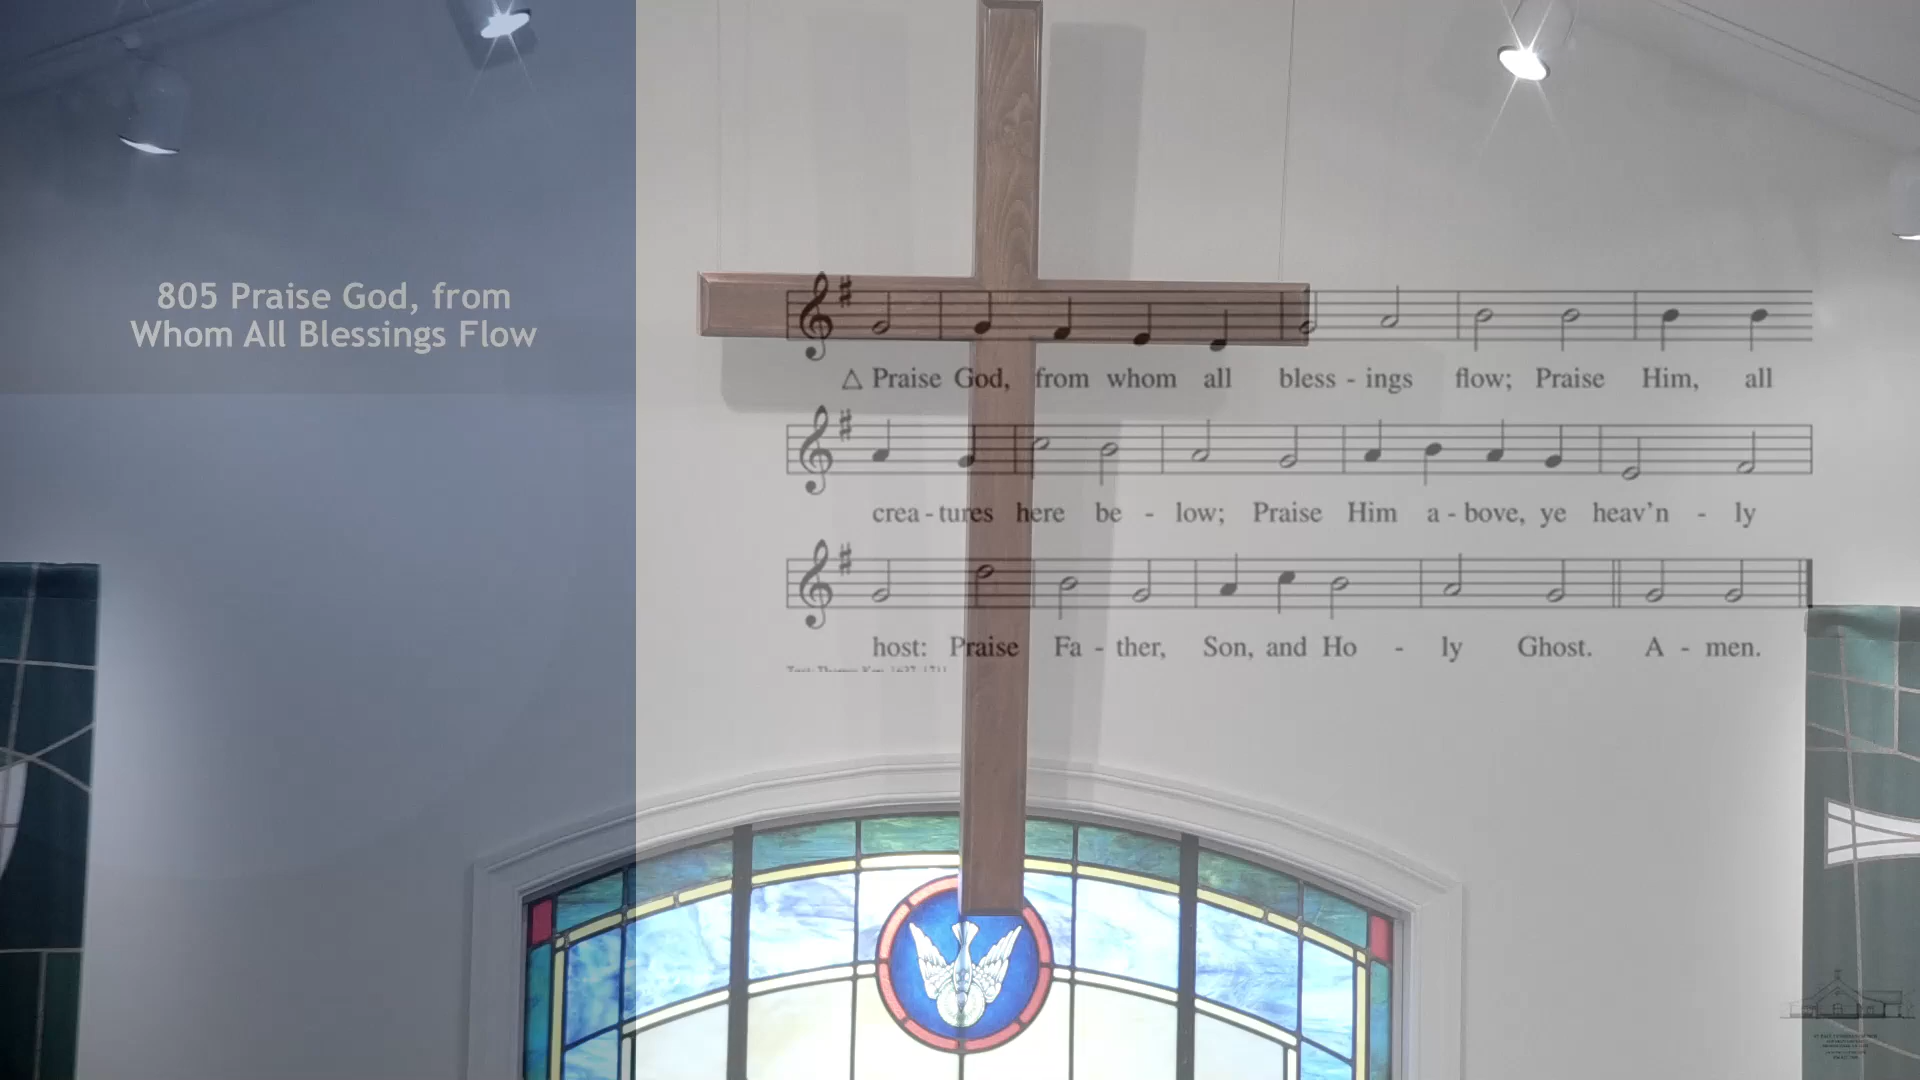 805 Praise God, from
Whom All Blessings Flow
△ Praise God, from whom all bless - ings flow; Praise Him, all
crea - tures here be - low; Praise Him a - bove, ye heav'n - ly
host: Praise Fa - ther, Son, and Ho - ly Ghost. A - men.